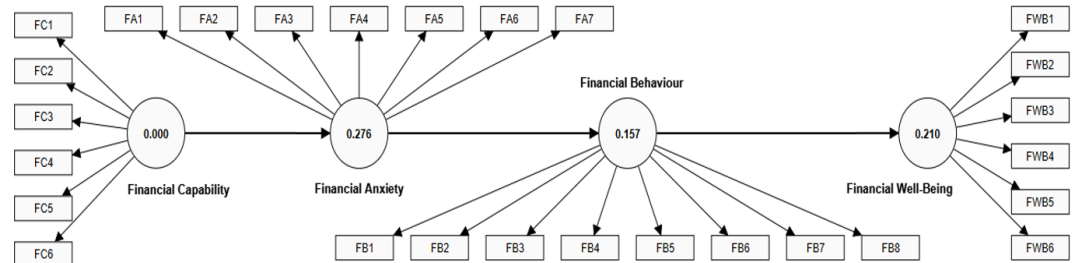 FC1
FC2
FC3
FC4
FC5
FC6
FA1 FA2 FA3 FA4 FA5 FA6 FA7
0.000
Financial Capability
0.276
Financial Anxiety
Financial Behaviour
0.157
FB1 FB2 FB3 FB4 FB5 FB6 FB7 FB8
0.210
Financial Well-Being
FWB1
FWB2
FWB3
FWB4
FWB5
FWB6